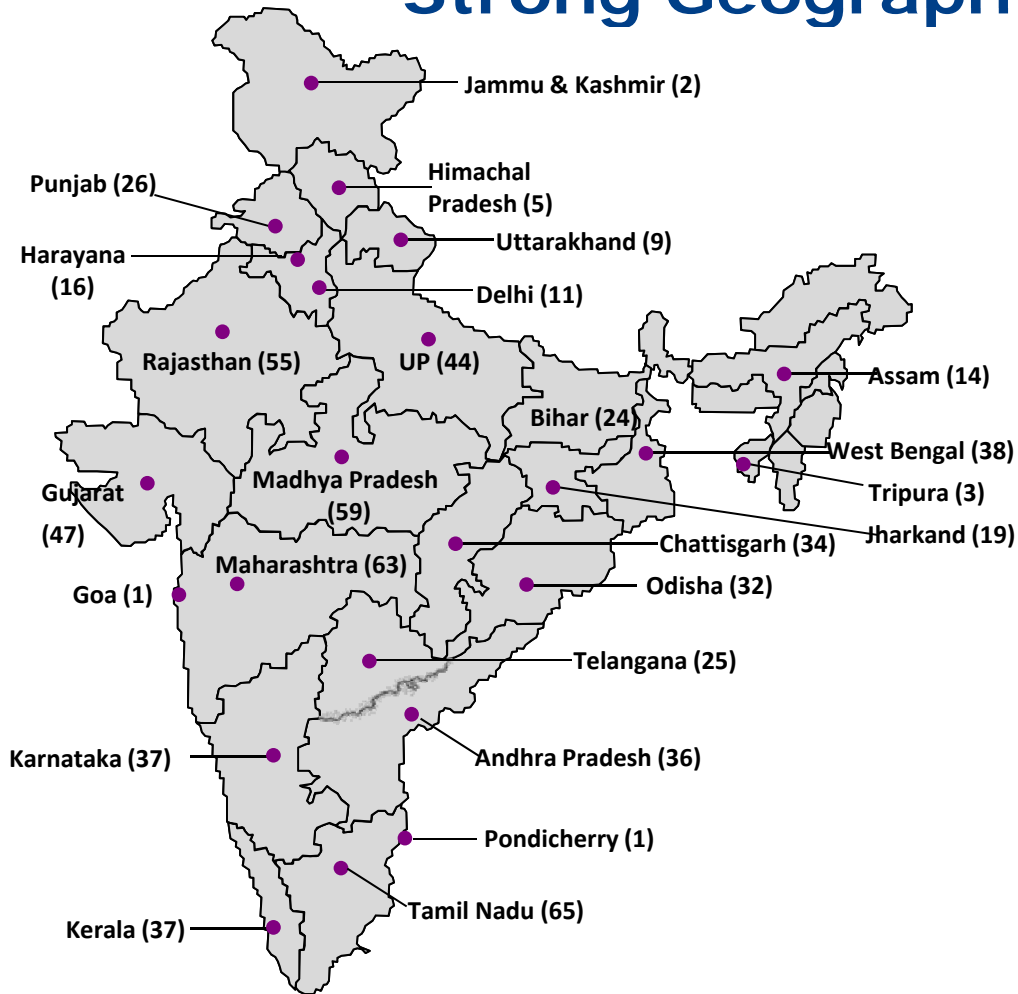 Strong Geograph
Jammu & Kashmir (2)
Himachal
Pradesh (5)
Punjab (26)
Uttarakhand (9)
Harayana
(16)
Delhi (11)
Rajasthan (55)
UP (44)
Assam (14)
Bihar (24)
West Bengal (38)
Madhya Pradesh
(59)
Gujarat
(47)
Tripura (3)
Jharkand (19)
Chattisgarh (34)
Maharashtra (63)
Odisha (32)
Goa (1)
Telangana (25)
Karnataka (37)
Andhra Pradesh (36)
Pondicherry (1)
Tamil Nadu (65)
Kerala (37)